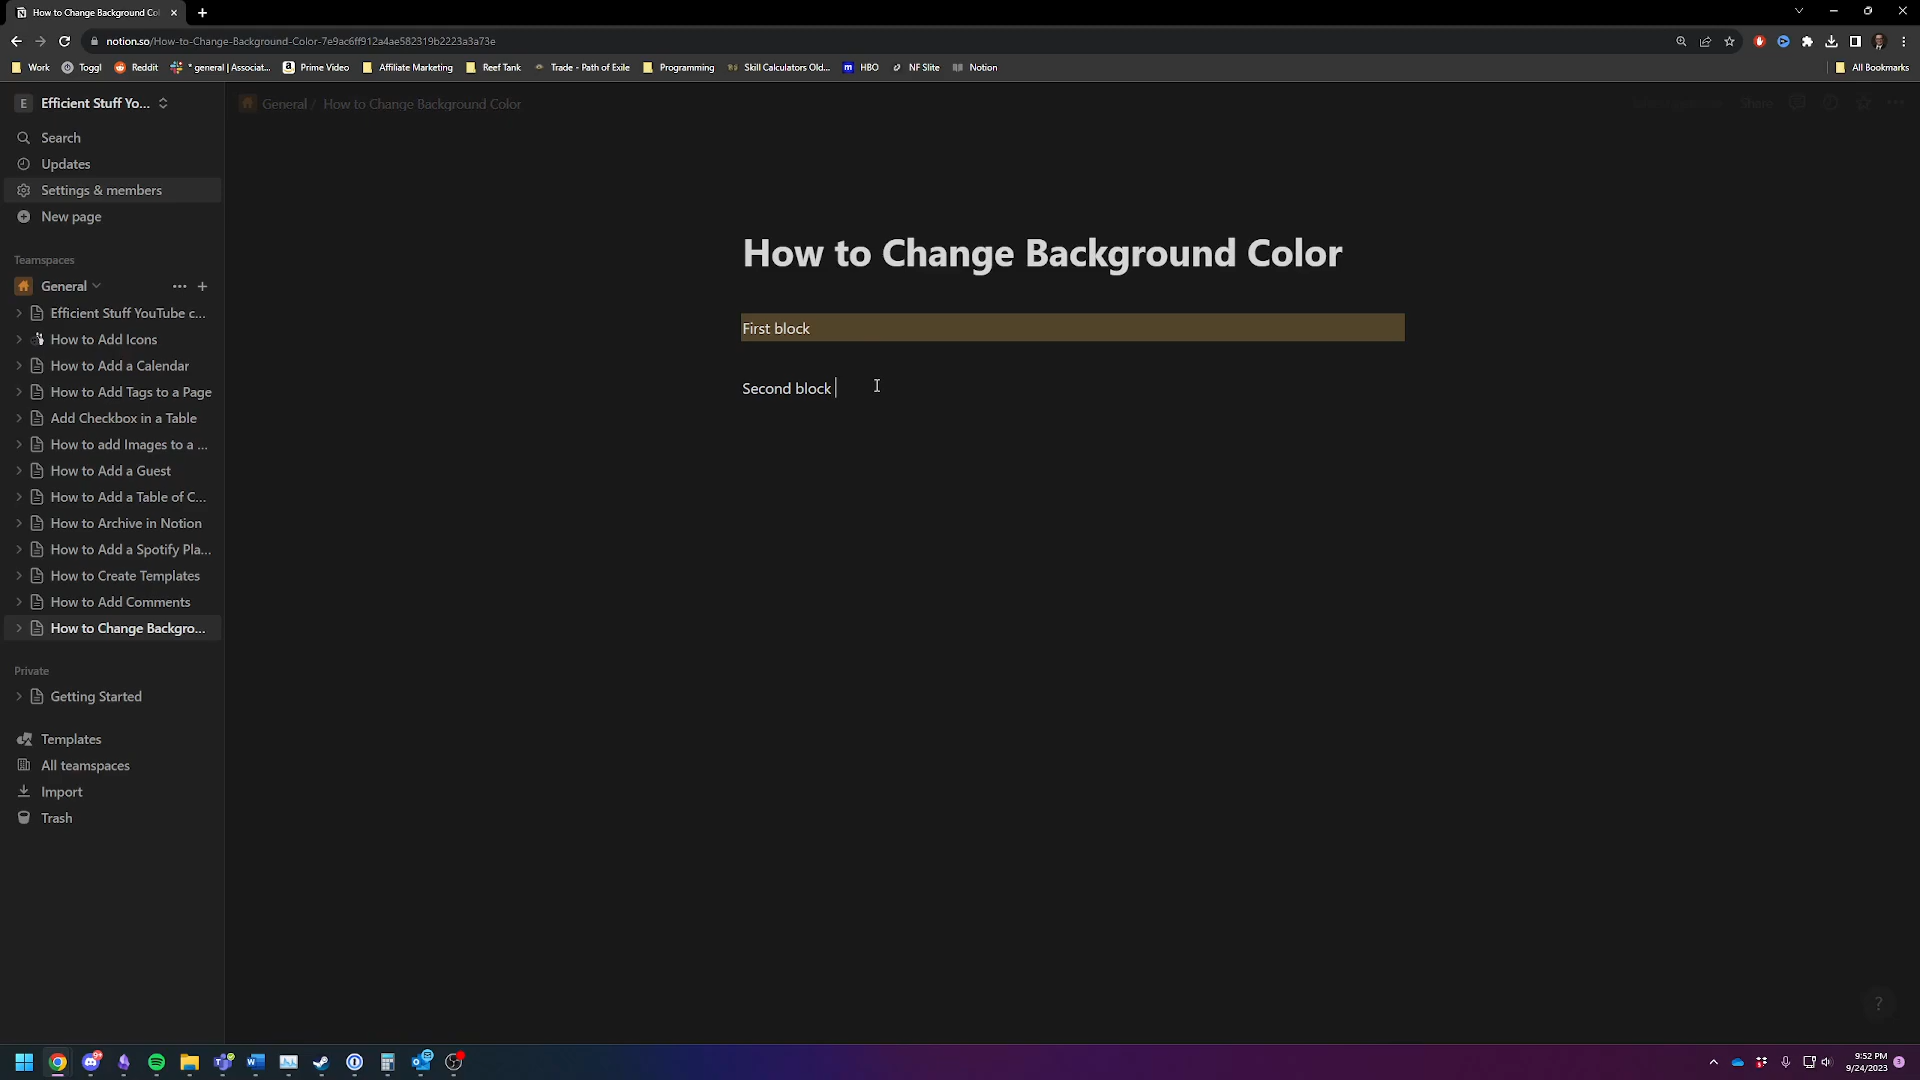 How to Change Background Col
notion.so/How-to-Change-Background-Color-7e9ac6ff912a4ae582319b2223a3a73e
Work
Toggl
Reddit
* general | Associat...
Prime Video
Affiliate Marketing
Reef Tank
Trade - Path of Exile
Programming
Skill Calculators Old...
HBO
NF Slite
Notion
All Bookmarks
E Efficient Stuff Yo...
General / How to Change Background Color
Share
Search
Updates
Settings & members
New page
Teamspaces
General
Efficient Stuff YouTube c...
How to Add Icons
How to Add a Calendar
How to Add Tags to a Page
Add Checkbox in a Table
How to add Images to a ...
How to Add a Guest
How to Add a Table of C...
How to Archive in Notion
How to Add a Spotify Pla...
How to Create Templates
How to Add Comments
How to Change Backgro...
Private
Getting Started
Templates
All teamspaces
Import
Trash
How to Change Background Color
First block
Second block
?
9:52 PM
9/24/2023
3